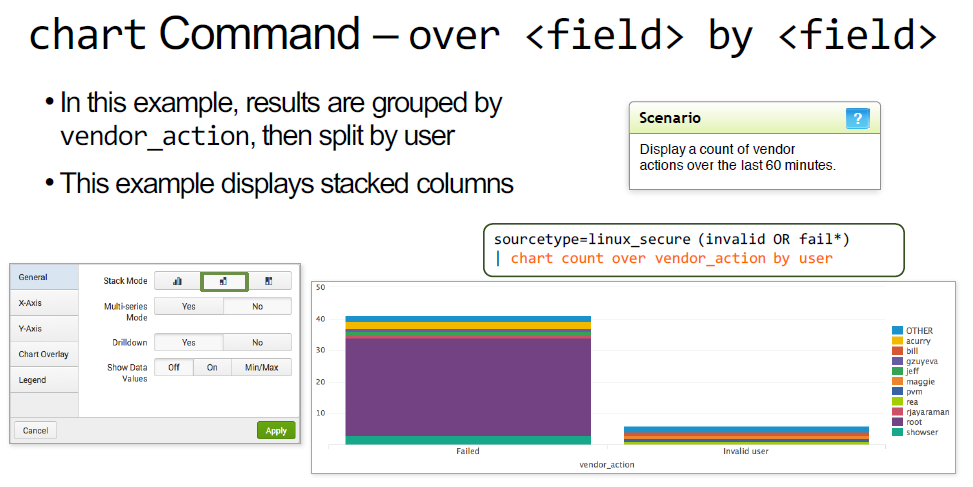 chart Command – over <field> by <field>
• In this example, results are grouped by
vendor_action, then split by user
• This example displays stacked columns
Scenario
?
Display a count of vendor
actions over the last 60 minutes.
sourcetype=linux_secure (invalid OR fail*)
| chart count over vendor_action by user
General
X-Axis
Y-Axis
Chart Overlay
Legend
Stack Mode
Multi-series
Mode
Yes
No
Drilldown
Yes
No
Show Data
Values
Off
On
Min/Max
Cancel
Apply
50
40
30
20
10
Failed
Invalid user
vendor_action
OTHER
acurry
bill
gzuyeva
jeff
maggie
pvm
rea
rjayaraman
root
showser